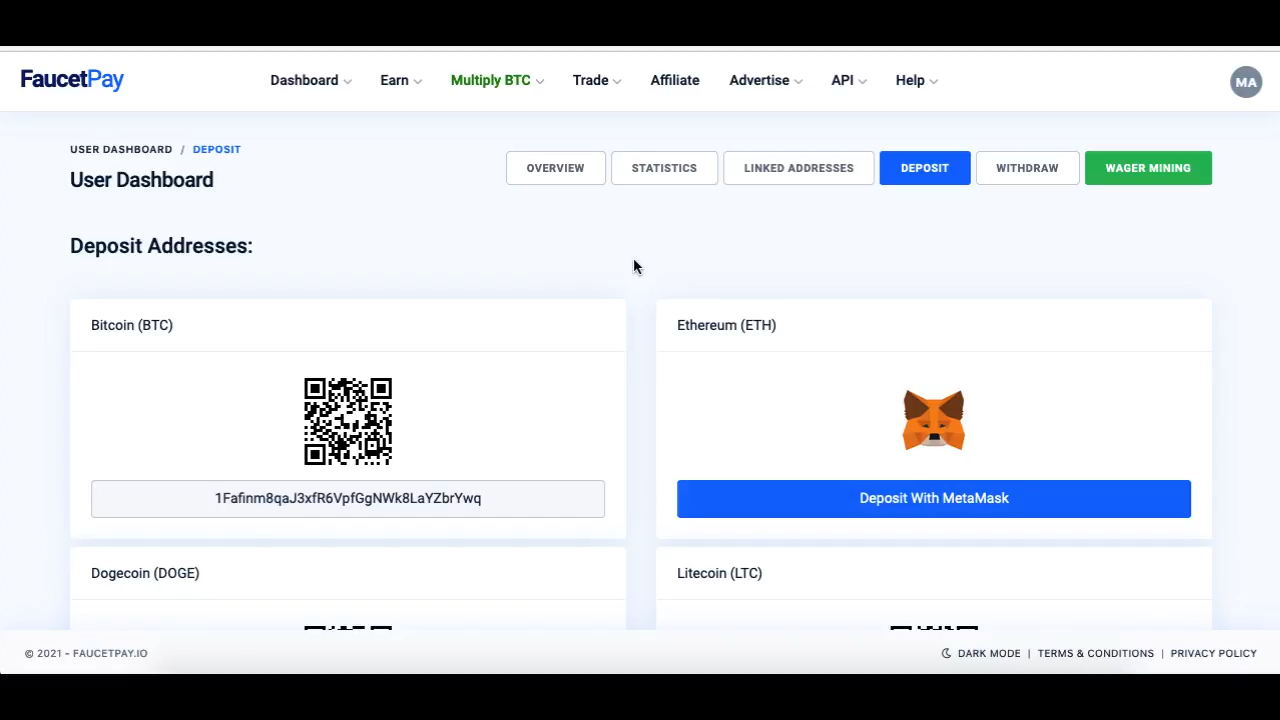 FaucetPay
Dashboard
Earn
Multiply BTC
Trade
Affiliate
Advertise
API
Help
MA
USER DASHBOARD / DEPOSIT
User Dashboard
OVERVIEW
STATISTICS
LINKED ADDRESSES
DEPOSIT
WITHDRAW
WAGER MINING
Deposit Addresses:
Bitcoin (BTC)
1Fafinm8qaJ3xfR6VpfGgNWk8LaYZbrYwq
Ethereum (ETH)
Deposit With MetaMask
Dogecoin (DOGE)
Litecoin (LTC)
© 2021 - FAUCETPAY.IO
DARK MODE | TERMS & CONDITIONS | PRIVACY POLICY